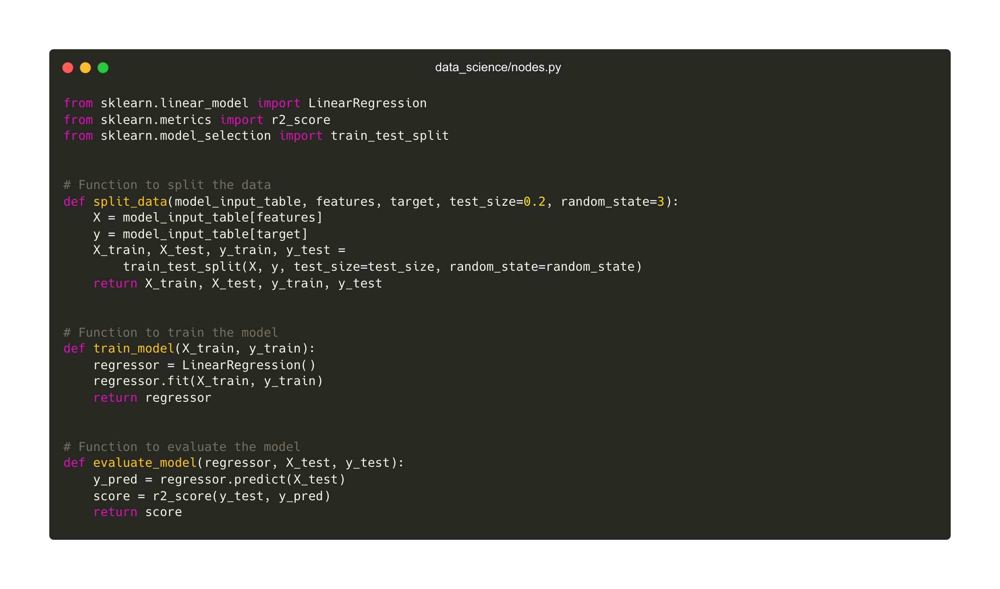 data_science/nodes.py
from sklearn.linear_model import LinearRegression
from sklearn.metrics import r2_score
from sklearn.model_selection import train_test_split
# Function to split the data
def split_data(model_input_table, features, target, test_size=0.2, random_state=3):
    X = model_input_table[features]
    y = model_input_table[target]
    X_train, X_test, y_train, y_test =
        train_test_split(X, y, test_size=test_size, random_state=random_state)
    return X_train, X_test, y_train, y_test
# Function to train the model
def train_model(X_train, y_train):
    regressor = LinearRegression()
    regressor.fit(X_train, y_train)
    return regressor
# Function to evaluate the model
def evaluate_model(regressor, X_test, y_test):
    y_pred = regressor.predict(X_test)
    score = r2_score(y_test, y_pred)
    return score